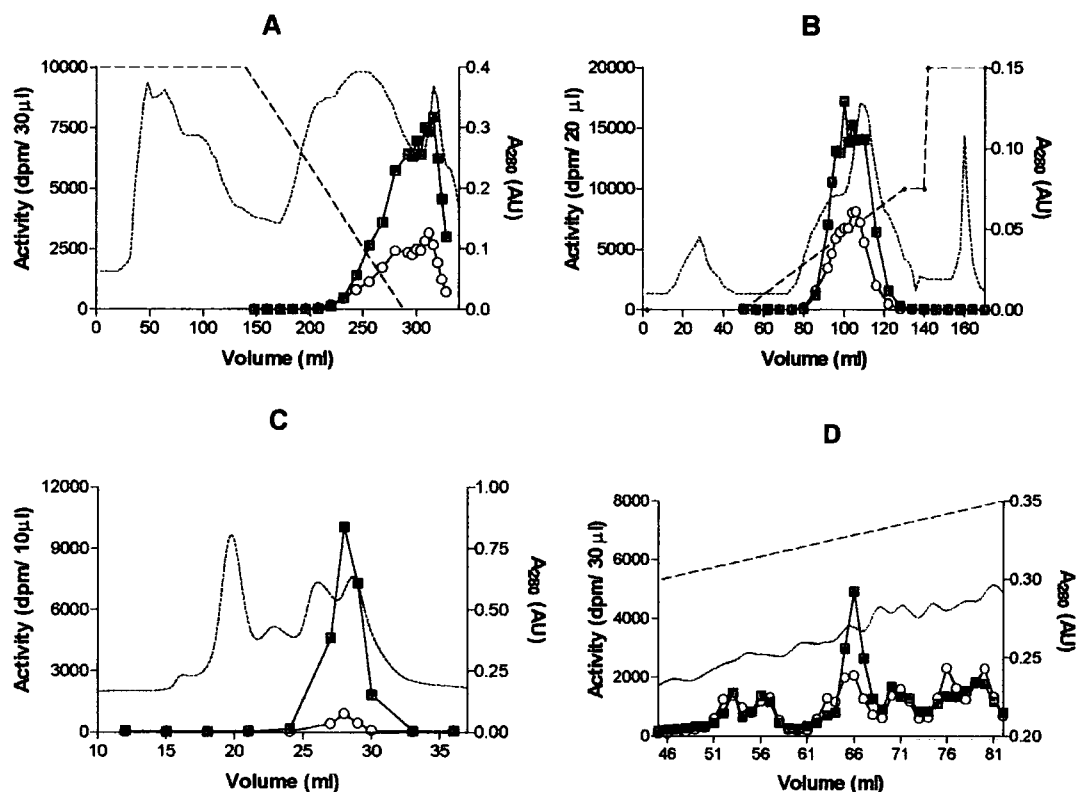 A
10000
7500
5000
2500
0
Activity (dpm/ 30µl)
0.4
0.3
0.2
0.1
0.0
A280 (AU)
0 50 100 150 200 250 300
Volume (ml)
B
20000
15000
10000
5000
0
Activity (dpm/ 20 µl)
0.15
0.10
0.05
0.00
A280 (AU)
0 20 40 60 80 100 120 140 160
Volume (ml)
C
12000
9000
6000
3000
0
Activity (dpm/ 10µl)
1.00
0.75
0.50
0.25
0.00
A280 (AU)
10 15 20 25 30 35
Volume (ml)
D
8000
6000
4000
2000
0
Activity (dpm/ 30 µl)
0.35
0.30
0.25
0.20
A280 (AU)
46 51 56 61 66 71 76 81
Volume (ml)